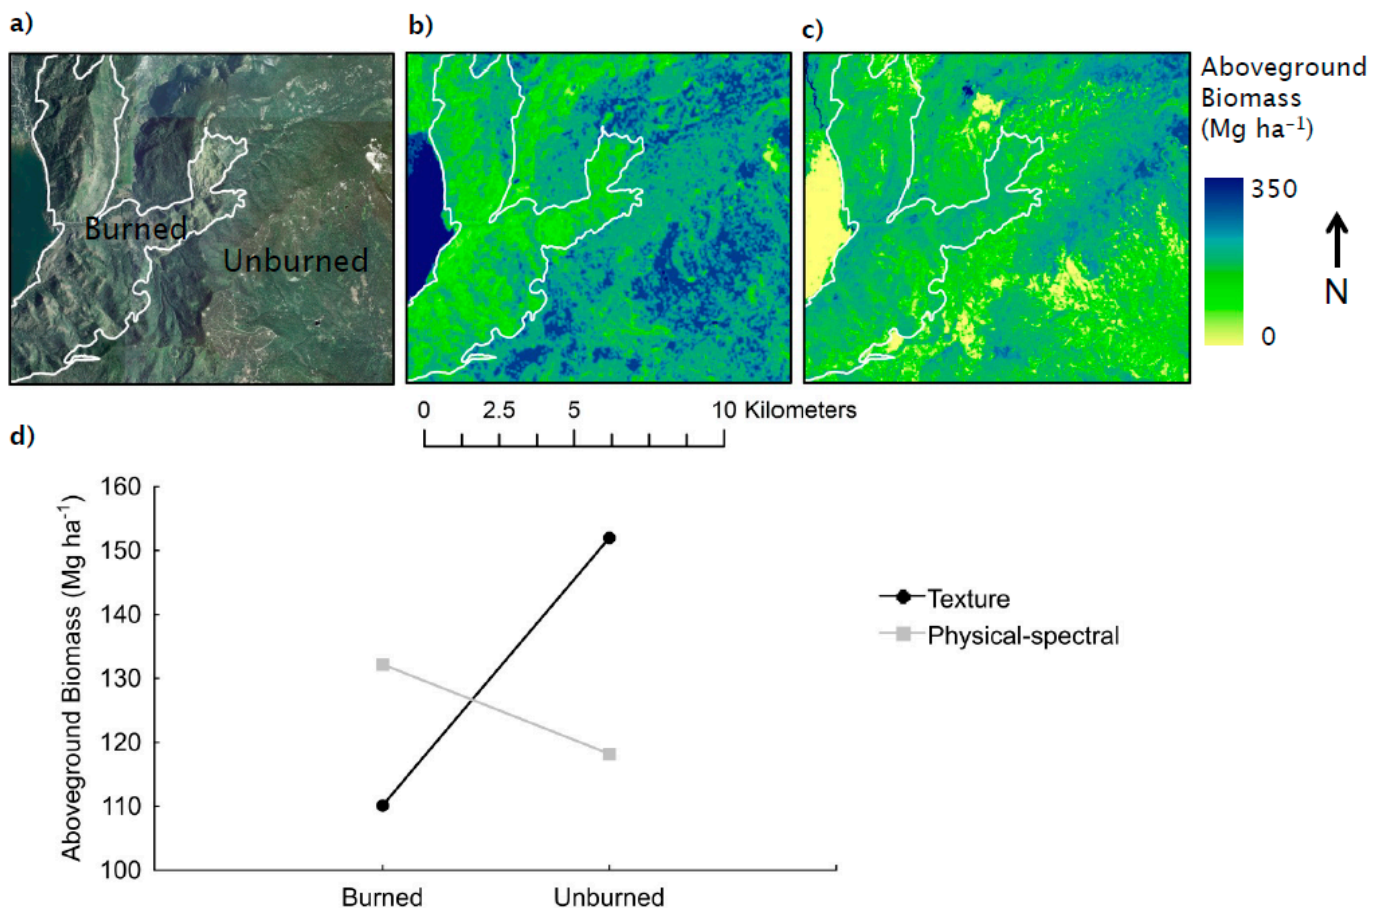 a)
b)
c)
Burned
Unburned
Aboveground
Biomass
(Mg ha⁻¹)
350
0
N
0 2.5 5 10 Kilometers
d)
Aboveground Biomass (Mg ha⁻¹)
160
150
140
130
120
110
100
Burned Unburned
Texture
Physical-spectral